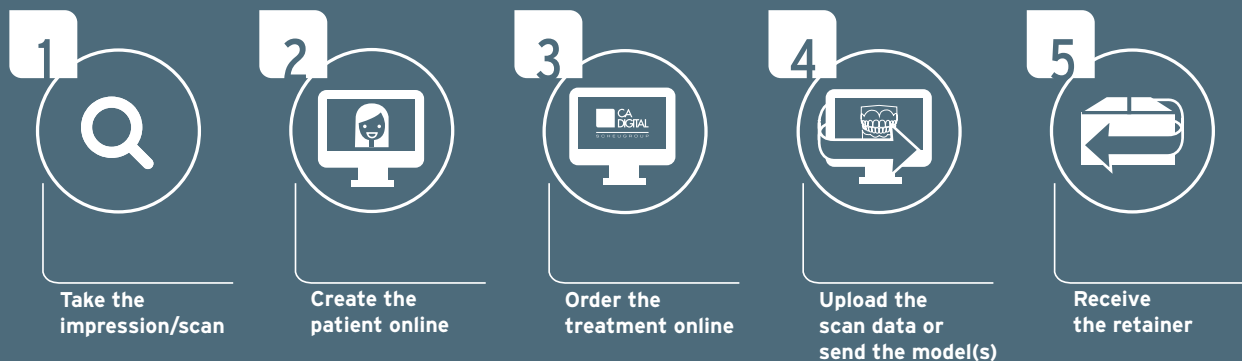 1
Take the
impression/scan
2
Create the
patient online
3
CA
DIGITAL
SCHEUGROUP
Order the
treatment online
4
Upload the
scan data or
send the model(s)
5
Receive
the retainer